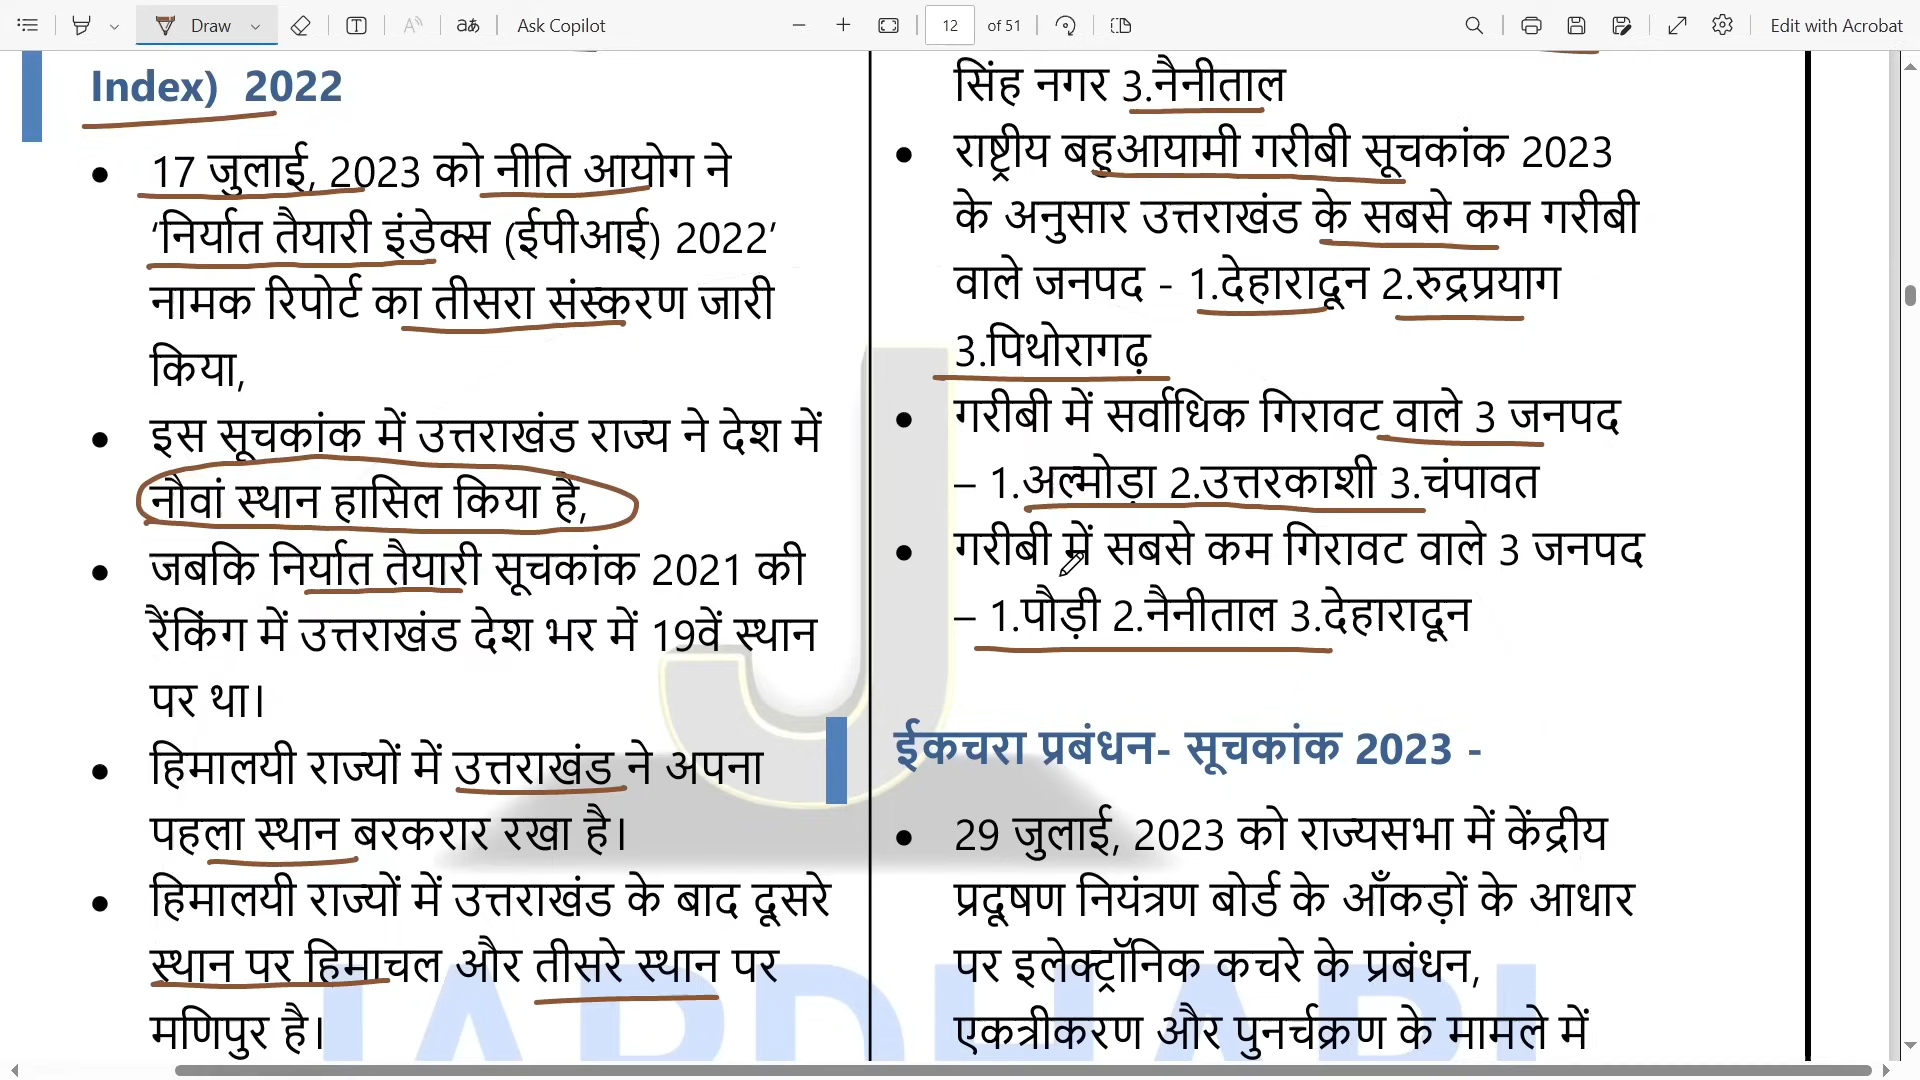 Draw
Ask Copilot
12 of 51
Edit with Acrobat
Index) 2022
17 जुलाई, 2023 को नीति आयोग ने
‘निर्यात तैयारी इंडेक्स (ईपीआई) 2022’
नामक रिपोर्ट का तीसरा संस्करण जारी
किया,
इस सूचकांक में उत्तराखंड राज्य ने देश में
नौवां स्थान हासिल किया है,
जबकि निर्यात तैयारी सूचकांक 2021 की
रैंकिंग में उत्तराखंड देश भर में 19वें स्थान
पर था।
हिमालयी राज्यों में उत्तराखंड ने अपना
पहला स्थान बरकरार रखा है।
हिमालयी राज्यों में उत्तराखंड के बाद दूसरे
स्थान पर हिमाचल और तीसरे स्थान पर
मणिपुर है।
सिंह नगर 3.नैनीताल
राष्ट्रीय बहुआयामी गरीबी सूचकांक 2023
के अनुसार उत्तराखंड के सबसे कम गरीबी
वाले जनपद - 1.देहारादून 2.रुद्रप्रयाग
3.पिथोरागढ़
गरीबी में सर्वाधिक गिरावट वाले 3 जनपद
– 1.अल्मोड़ा 2.उत्तरकाशी 3.चंपावत
गरीबी में सबसे कम गिरावट वाले 3 जनपद
– 1.पौड़ी 2.नैनीताल 3.देहारादून
ईकचरा प्रबंधन- सूचकांक 2023 -
29 जुलाई, 2023 को राज्यसभा में केंद्रीय
प्रदूषण नियंत्रण बोर्ड के आँकड़ों के आधार
पर इलेक्ट्रॉनिक कचरे के प्रबंधन,
एकत्रीकरण और पुनर्चक्रण के मामले में